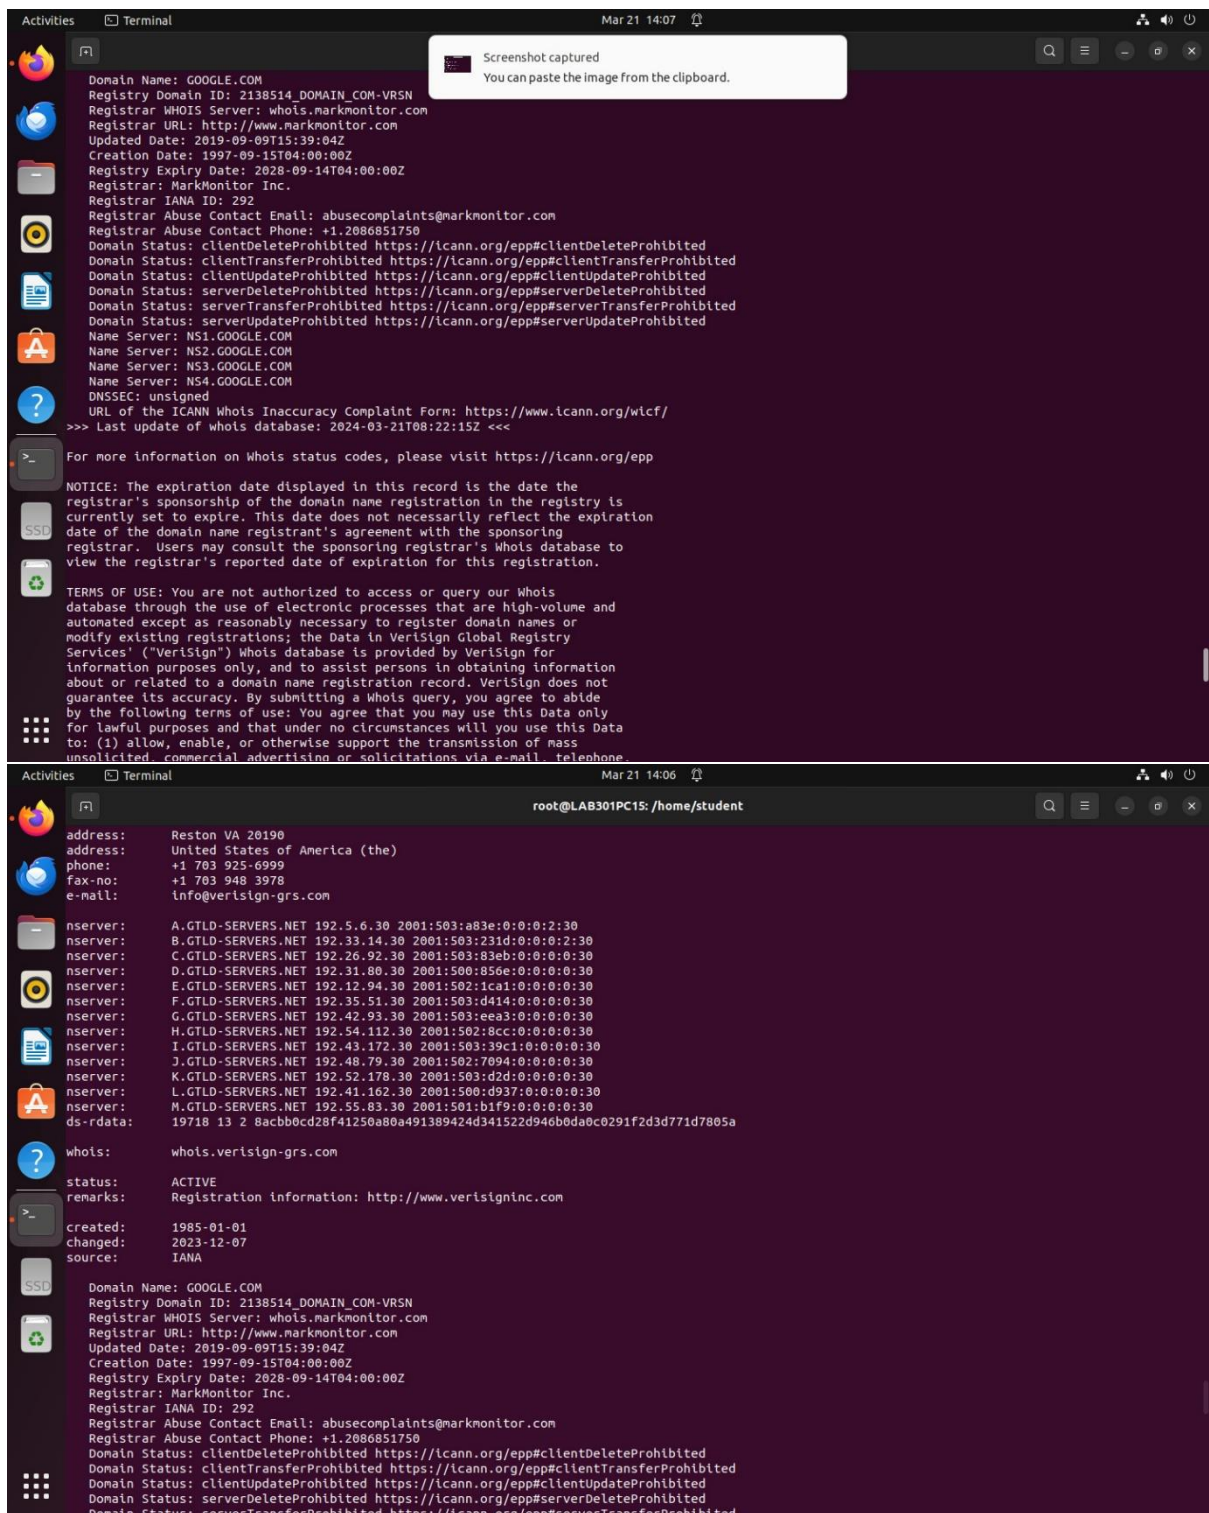 Activities Terminal Mar 21 14:07
Screenshot captured
You can paste the image from the clipboard.
Domain Name: GOOGLE.COM
Registry Domain ID: 2138514_DOMAIN_COM-VRSN
Registrar WHOIS Server: whois.markmonitor.com
Registrar URL: http://www.markmonitor.com
Updated Date: 2019-09-09T15:39:04Z
Creation Date: 1997-09-15T04:00:00Z
Registry Expiry Date: 2028-09-14T04:00:00Z
Registrar: MarkMonitor Inc.
Registrar IANA ID: 292
Registrar Abuse Contact Email: abusecomplaints@markmonitor.com
Registrar Abuse Contact Phone: +1.2086851750
Domain Status: clientDeleteProhibited https://icann.org/epp#clientDeleteProhibited
Domain Status: clientTransferProhibited https://icann.org/epp#clientTransferProhibited
Domain Status: clientUpdateProhibited https://icann.org/epp#clientUpdateProhibited
Domain Status: serverDeleteProhibited https://icann.org/epp#serverDeleteProhibited
Domain Status: serverTransferProhibited https://icann.org/epp#serverTransferProhibited
Domain Status: serverUpdateProhibited https://icann.org/epp#serverUpdateProhibited
Name Server: NS1.GOOGLE.COM
Name Server: NS2.GOOGLE.COM
Name Server: NS3.GOOGLE.COM
Name Server: NS4.GOOGLE.COM
DNSSEC: unsigned
URL of the ICANN Whois Inaccuracy Complaint Form: https://www.icann.org/wicf/
>>> Last update of whois database: 2024-03-21T08:22:15Z <<<
For more information on Whois status codes, please visit https://icann.org/epp
NOTICE: The expiration date displayed in this record is the date the
registrar's sponsorship of the domain name registration in the registry is
currently set to expire. This date does not necessarily reflect the expiration
date of the domain name registrant's agreement with the sponsoring
registrar.  Users may consult the sponsoring registrar's Whois database to
view the registrar's reported date of expiration for this registration.
TERMS OF USE: You are not authorized to access or query our Whois
database through the use of electronic processes that are high-volume and
automated except as reasonably necessary to register domain names or
modify existing registrations; the Data in VeriSign Global Registry
Services' ("VeriSign") Whois database is provided by VeriSign for
information purposes only, and to assist persons in obtaining information
about or related to a domain name registration record. VeriSign does not
guarantee its accuracy. By submitting a Whois query, you agree to abide
by the following terms of use: You agree that you may use this Data only
for lawful purposes and that under no circumstances will you use this Data
to: (1) allow, enable, or otherwise support the transmission of mass
unsolicited, commercial advertising or solicitations via e-mail, telephone,
SSD
Activities Terminal Mar 21 14:06
root@LAB301PC15: /home/student
address: Reston VA 20190
address: United States of America (the)
phone: +1 703 925-6999
fax-no: +1 703 948 3978
e-mail: info@verisign-grs.com
nserver: A.GTLD-SERVERS.NET 192.5.6.30 2001:503:a83e:0:0:0:2:30
nserver: B.GTLD-SERVERS.NET 192.33.14.30 2001:503:231d:0:0:0:2:30
nserver: C.GTLD-SERVERS.NET 192.26.92.30 2001:503:83eb:0:0:0:0:30
nserver: D.GTLD-SERVERS.NET 192.31.80.30 2001:500:856e:0:0:0:0:30
nserver: E.GTLD-SERVERS.NET 192.12.94.30 2001:502:1ca1:0:0:0:0:30
nserver: F.GTLD-SERVERS.NET 192.35.51.30 2001:503:d414:0:0:0:0:30
nserver: G.GTLD-SERVERS.NET 192.42.93.30 2001:503:eea3:0:0:0:0:30
nserver: H.GTLD-SERVERS.NET 192.54.112.30 2001:502:8cc:0:0:0:0:30
nserver: I.GTLD-SERVERS.NET 192.43.172.30 2001:503:39c1:0:0:0:0:30
nserver: J.GTLD-SERVERS.NET 192.48.79.30 2001:502:7094:0:0:0:0:30
nserver: K.GTLD-SERVERS.NET 192.52.178.30 2001:503:d2d:0:0:0:0:30
nserver: L.GTLD-SERVERS.NET 192.41.162.30 2001:500:d937:0:0:0:0:30
nserver: M.GTLD-SERVERS.NET 192.55.83.30 2001:501:b1f9:0:0:0:0:30
ds-rdata: 19718 13 2 8acbb0cd28f41250a80a491389424d341522d946b0da0c0291f2d3d771d7805a
whois: whois.verisign-grs.com
status: ACTIVE
remarks: Registration information: http://www.verisigninc.com
created: 1985-01-01
changed: 2023-12-07
source: IANA
Domain Name: GOOGLE.COM
Registry Domain ID: 2138514_DOMAIN_COM-VRSN
Registrar WHOIS Server: whois.markmonitor.com
Registrar URL: http://www.markmonitor.com
Updated Date: 2019-09-09T15:39:04Z
Creation Date: 1997-09-15T04:00:00Z
Registry Expiry Date: 2028-09-14T04:00:00Z
Registrar: MarkMonitor Inc.
Registrar IANA ID: 292
Registrar Abuse Contact Email: abusecomplaints@markmonitor.com
Registrar Abuse Contact Phone: +1.2086851750
Domain Status: clientDeleteProhibited https://icann.org/epp#clientDeleteProhibited
Domain Status: clientTransferProhibited https://icann.org/epp#clientTransferProhibited
Domain Status: clientUpdateProhibited https://icann.org/epp#clientUpdateProhibited
Domain Status: serverDeleteProhibited https://icann.org/epp#serverDeleteProhibited
Domain Status: serverTransferProhibited https://icann.org/epp#serverTransferProhibited
SSD